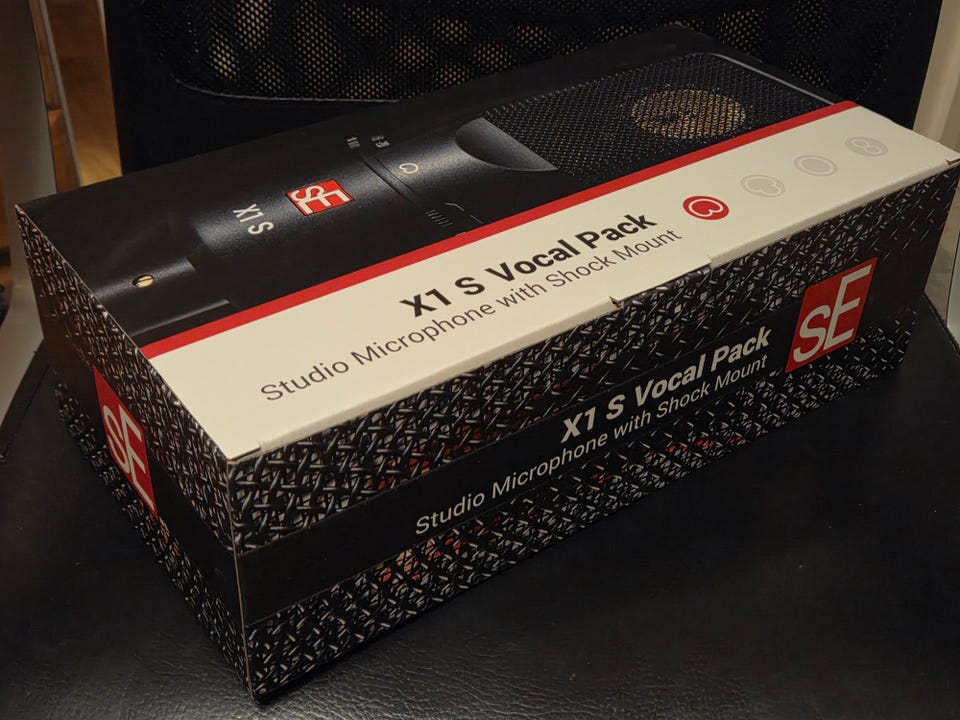 sE
X1 S
X1 S Vocal Pack
Studio Microphone with Shock Mount
sE
X1 S Vocal Pack
Studio Microphone with Shock Mount
sE